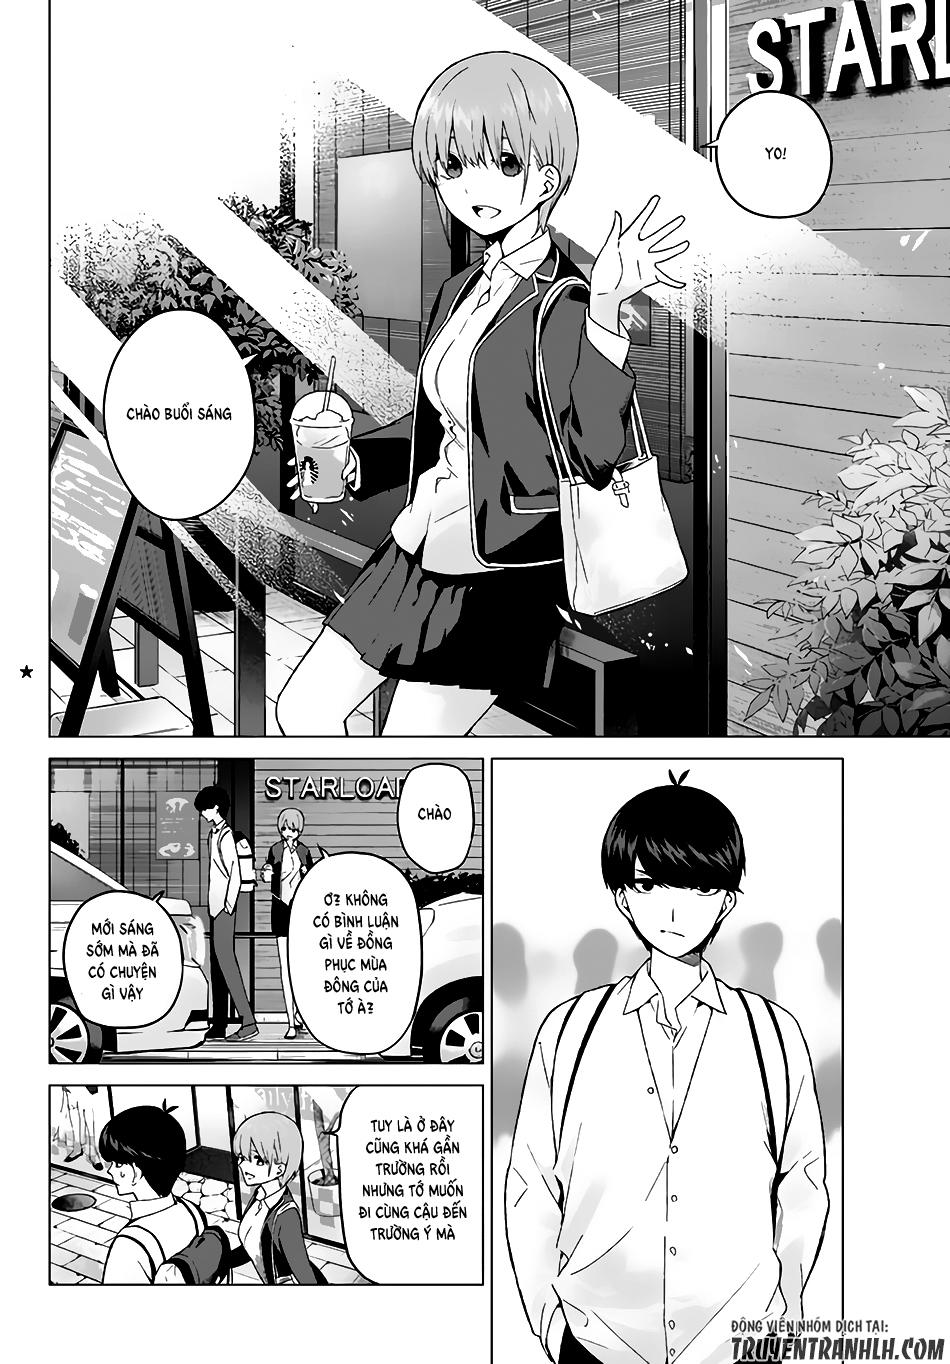 STARL
YO!
CHÀO BUỔI SÁNG
STARLOA
CHÀO
Ơ? KHÔNG
CÓ BÌNH LUẬN
GÌ VỀ ĐỒNG
PHỤC MÙA
ĐÔNG CỦA
TỚ À?
MỚI SÁNG
SỚM MÀ ĐÃ
CÓ CHUYỆN
GÌ VẬY
TUY LÀ Ở ĐÂY
CŨNG KHÁ GẦN
TRƯỜNG RỒI
NHƯNG TỚ MUỐN
ĐI CÙNG CẬU ĐẾN
TRƯỜNG Ý MÀ
ĐỘNG VIÊN NHÓM DỊCH TẠI:
TRUYENTRANHLH.COM